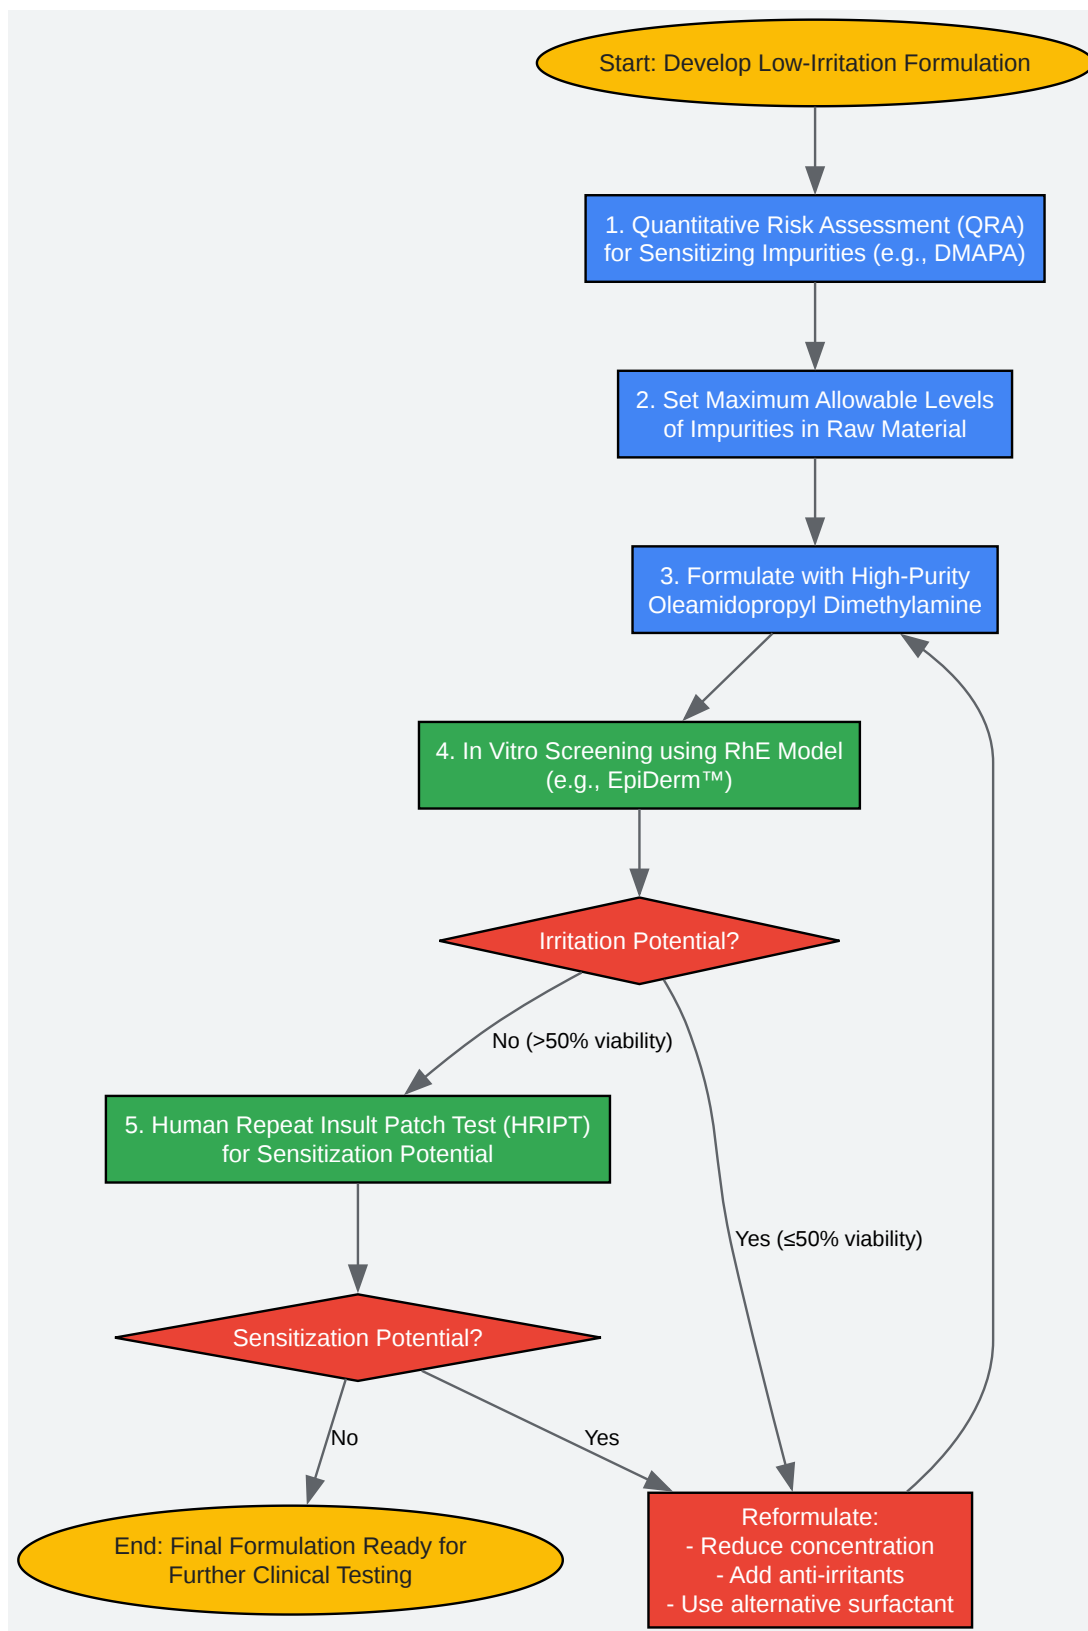 Start: Develop Low-Irritation Formulation
1. Quantitative Risk Assessment (QRA)
for Sensitizing Impurities (e.g., DMAPA)
2. Set Maximum Allowable Levels
of Impurities in Raw Material
3. Formulate with High-Purity
Oleamidopropyl Dimethylamine
4. In Vitro Screening using RhE Model
(e.g., EpiDerm™)
Irritation Potential?
No (>50% viability)
5. Human Repeat Insult Patch Test (HRIPT)
for Sensitization Potential
Yes (≤50% viability)
Sensitization Potential?
No
Yes
End: Final Formulation Ready for
Further Clinical Testing
Reformulate:
- Reduce concentration
- Add anti-irritants
- Use alternative surfactant